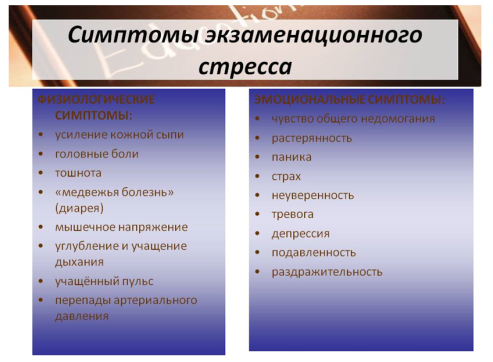 Симптомы экзаменационного
стресса
ФИЗИОЛОГИЧЕСКИЕ
СИМПТОМЫ:
• усиление кожной сыпи
• головные боли
• тошнота
• «медвежья болезнь»
(диарея)
• мышечное напряжение
• углубление и учащение
дыхания
• учащённый пульс
• перепады артериального
давления
ЭМОЦИОНАЛЬНЫЕ СИМПТОМЫ:
• чувство общего недомогания
• растерянность
• паника
• страх
• неуверенность
• тревога
• депрессия
• подавленность
• раздражительность